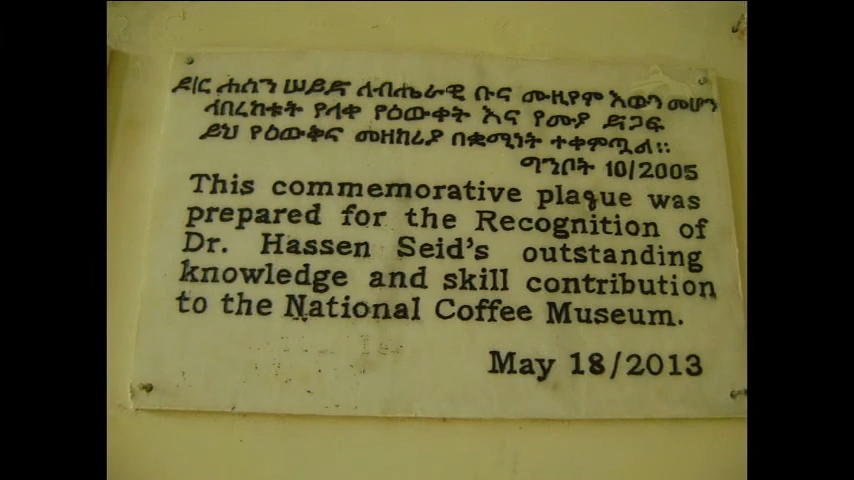 ዶ/ር ሐሰን ሠይድ ለብሔራዊ ቡና ሙዚየም እውን መሆን
ላበረከቱት የላቀ የዕውቀት እና የሙያ ዳጋፍ
ይህ የዕውቅና መዘከሪያ በቋሚነት ተቀምጧል፡፡
ግንቦት 10/2005
This commemorative plaque was
prepared for the Recognition of
Dr. Hassen Seid's outstanding
knowledge and skill contribution
to the National Coffee Museum.
May 18/2013